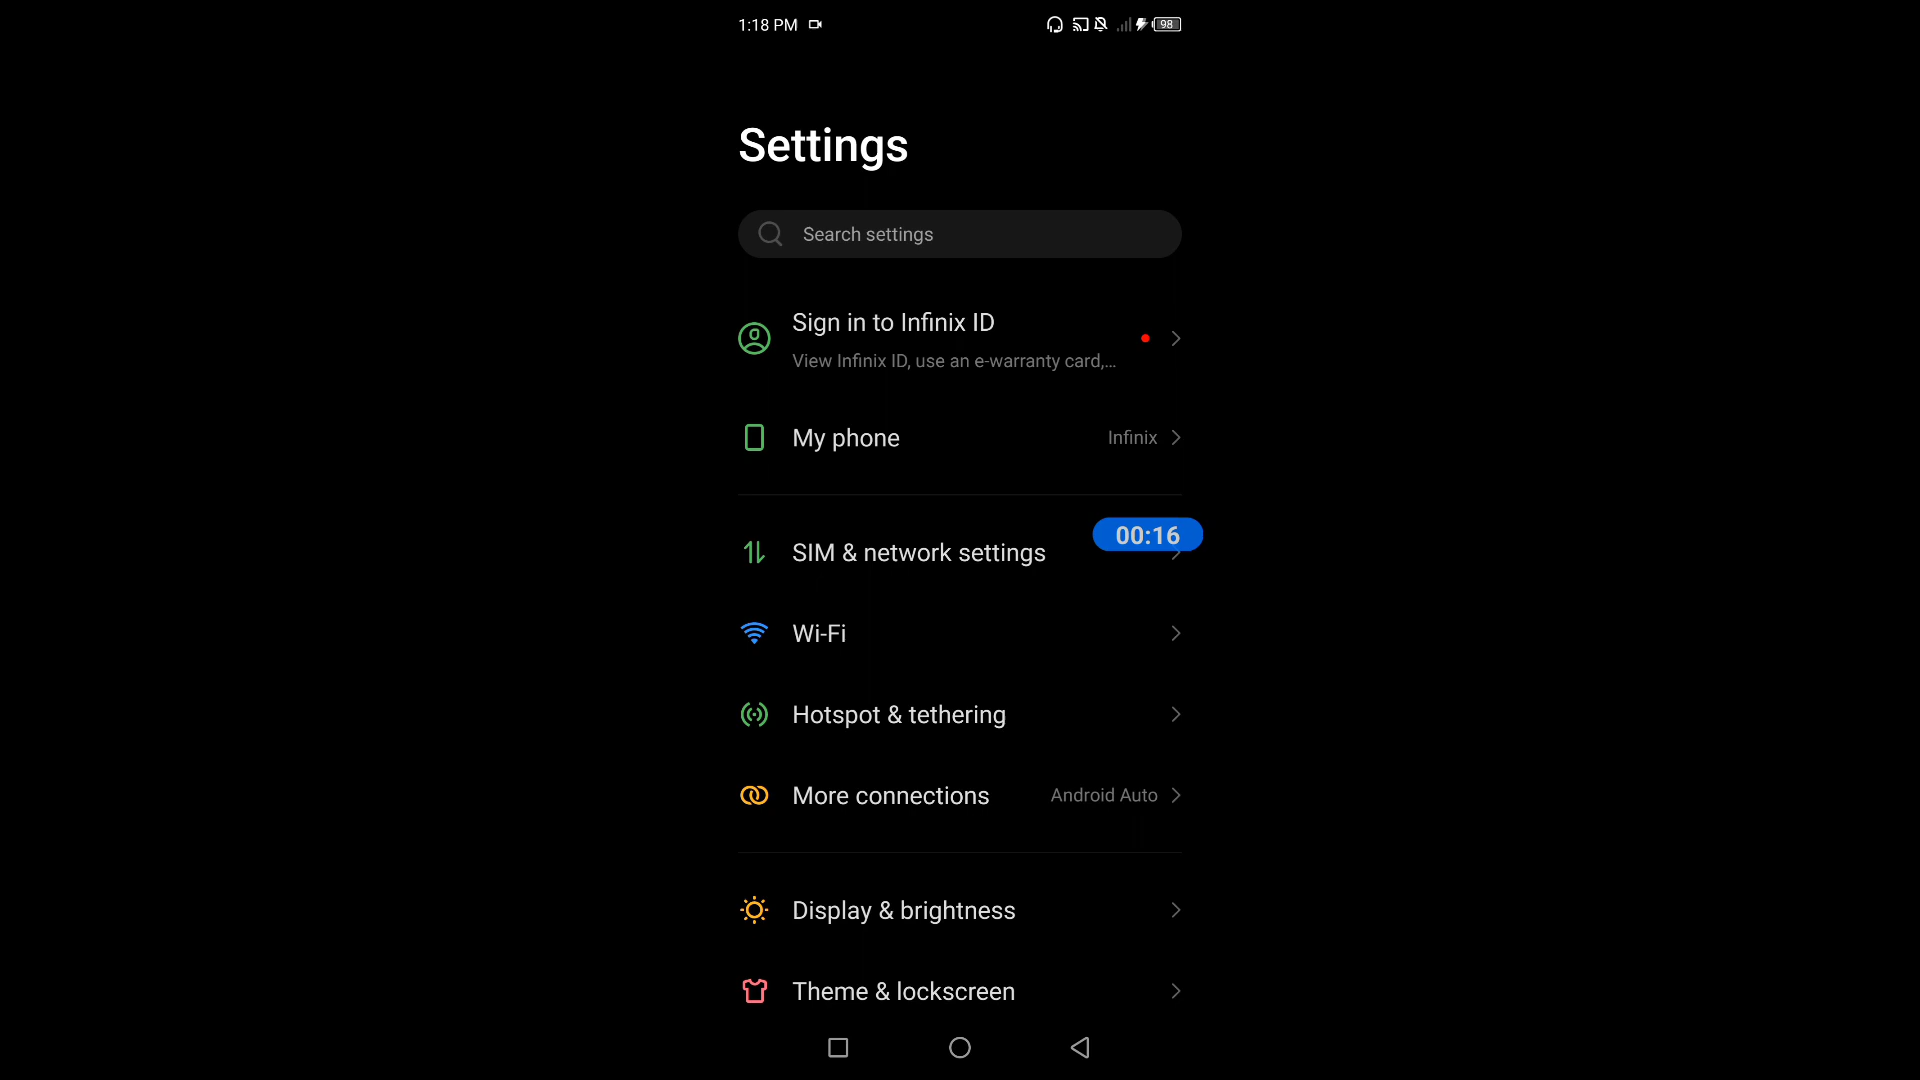 1:18 PM
98
Settings
Search settings
Sign in to Infinix ID
View Infinix ID, use an e-warranty card,...
My phone
Infinix
00:16
SIM & network settings
Wi-Fi
Hotspot & tethering
More connections
Android Auto
Display & brightness
Theme & lockscreen